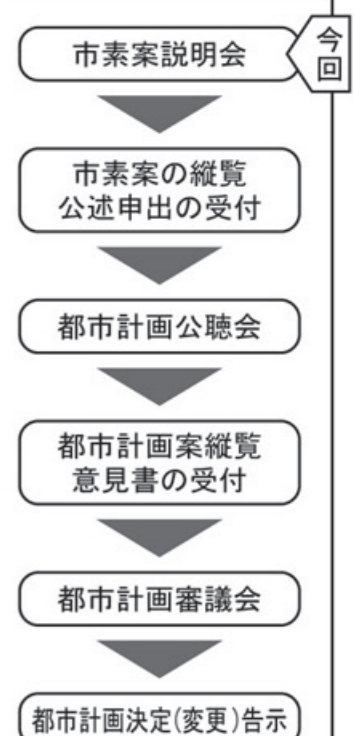 市素案説明会
今回
市素案の縦覧
公述申出の受付
都市計画公聴会
都市計画案縦覧
意見書の受付
都市計画審議会
都市計画決定(変更)告示